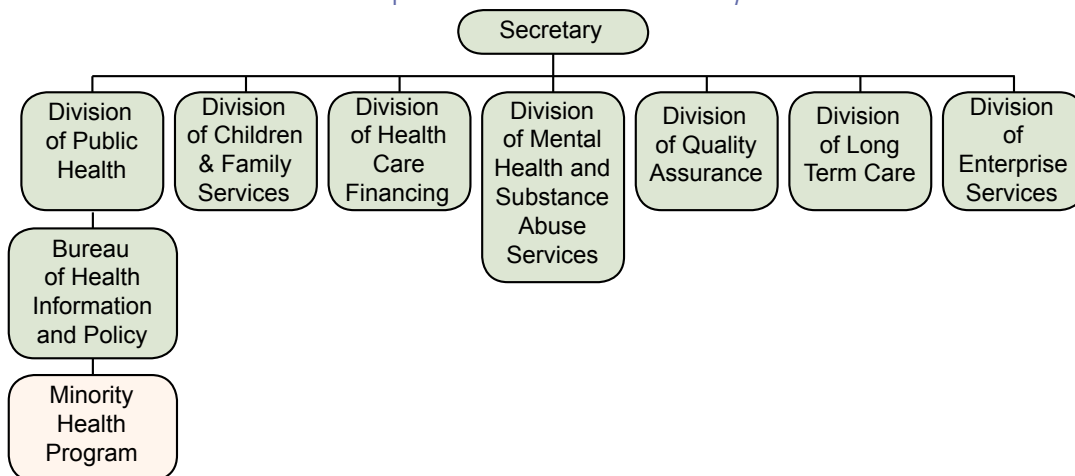 Secretary
Division
of Public
Health
Division
of Children
& Family
Services
Division
of Health
Care
Financing
Division
of Mental
Health and
Substance
Abuse
Services
Division
of Quality
Assurance
Division
of Long
Term Care
Division
of
Enterprise
Services
Bureau
of Health
Information
and Policy
Minority
Health
Program